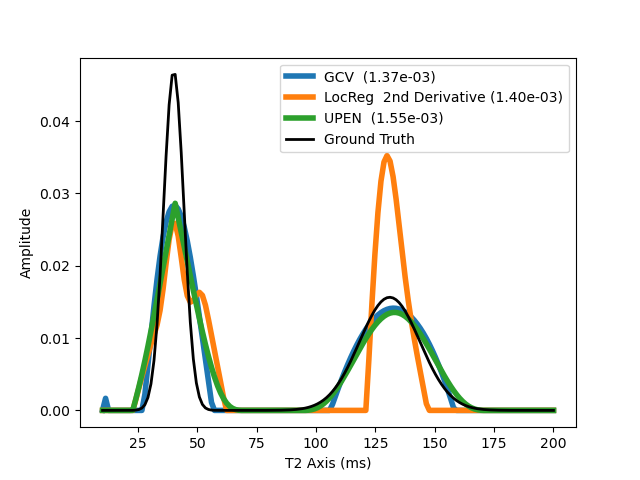 GCV (1.37e-03)
LocReg 2nd Derivative (1.40e-03)
UPEN (1.55e-03)
Ground Truth
Amplitude
0.04
0.03
0.02
0.01
0.00
25 50 75 100 125 150 175 200
T2 Axis (ms)